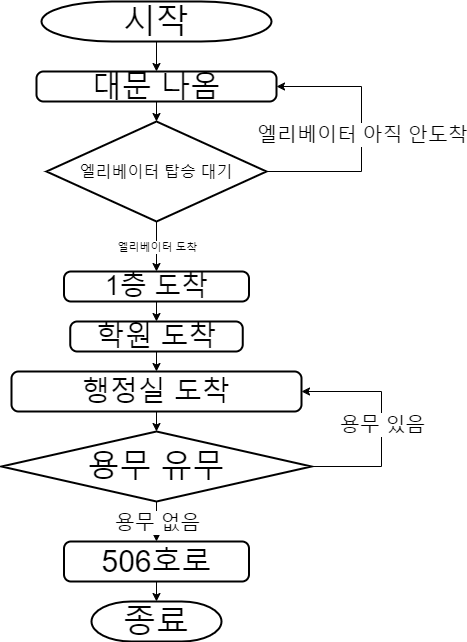 시작
대문 나옴
엘리베이터 아직 안도착
엘리베이터 탑승 대기
엘리베이터 도착
1층 도착
학원 도착
행정실 도착
용무 있음
용무 유무
용무 없음
506호로
종료